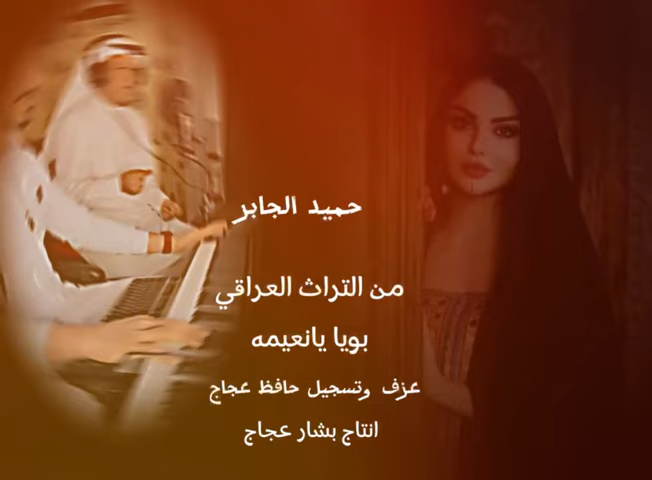 حميد الجابر
من التراث العراقي
بويا يانعيمه
عزف وتسجيل حافظ عجاج
انتاج بشار عجاج